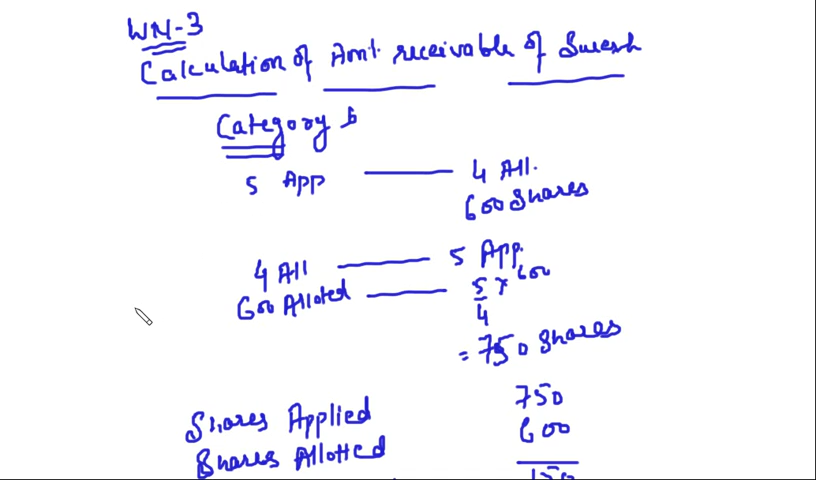 WN-3
Calculation of Amt. receivable of Suresh
Category b
5 App 4 All.
600 Shares
4 All 5 App.
600 Alloted 5/4 x 600
= 750 Shares
Shares Applied 750
Shares Allotted 600
150